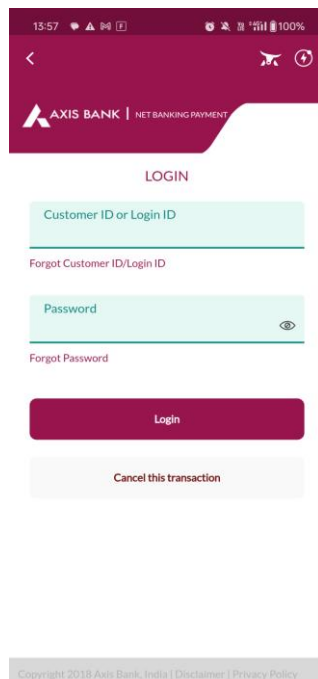 13:57 100%
AXIS BANK | NET BANKING PAYMENT
LOGIN
Customer ID or Login ID
Forgot Customer ID/Login ID
Password
Forgot Password
Login
Cancel this transaction
Copyright 2018 Axis Bank, India | Disclaimer | Privacy Policy